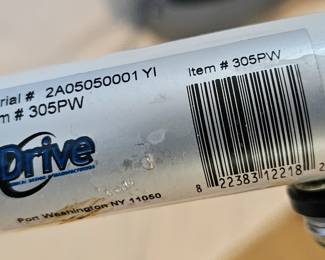 rial # 2A05050001 YI
m # 305PW
Item # 305PW
Drive
8 22383 12218 2
Port Washington NY 11050